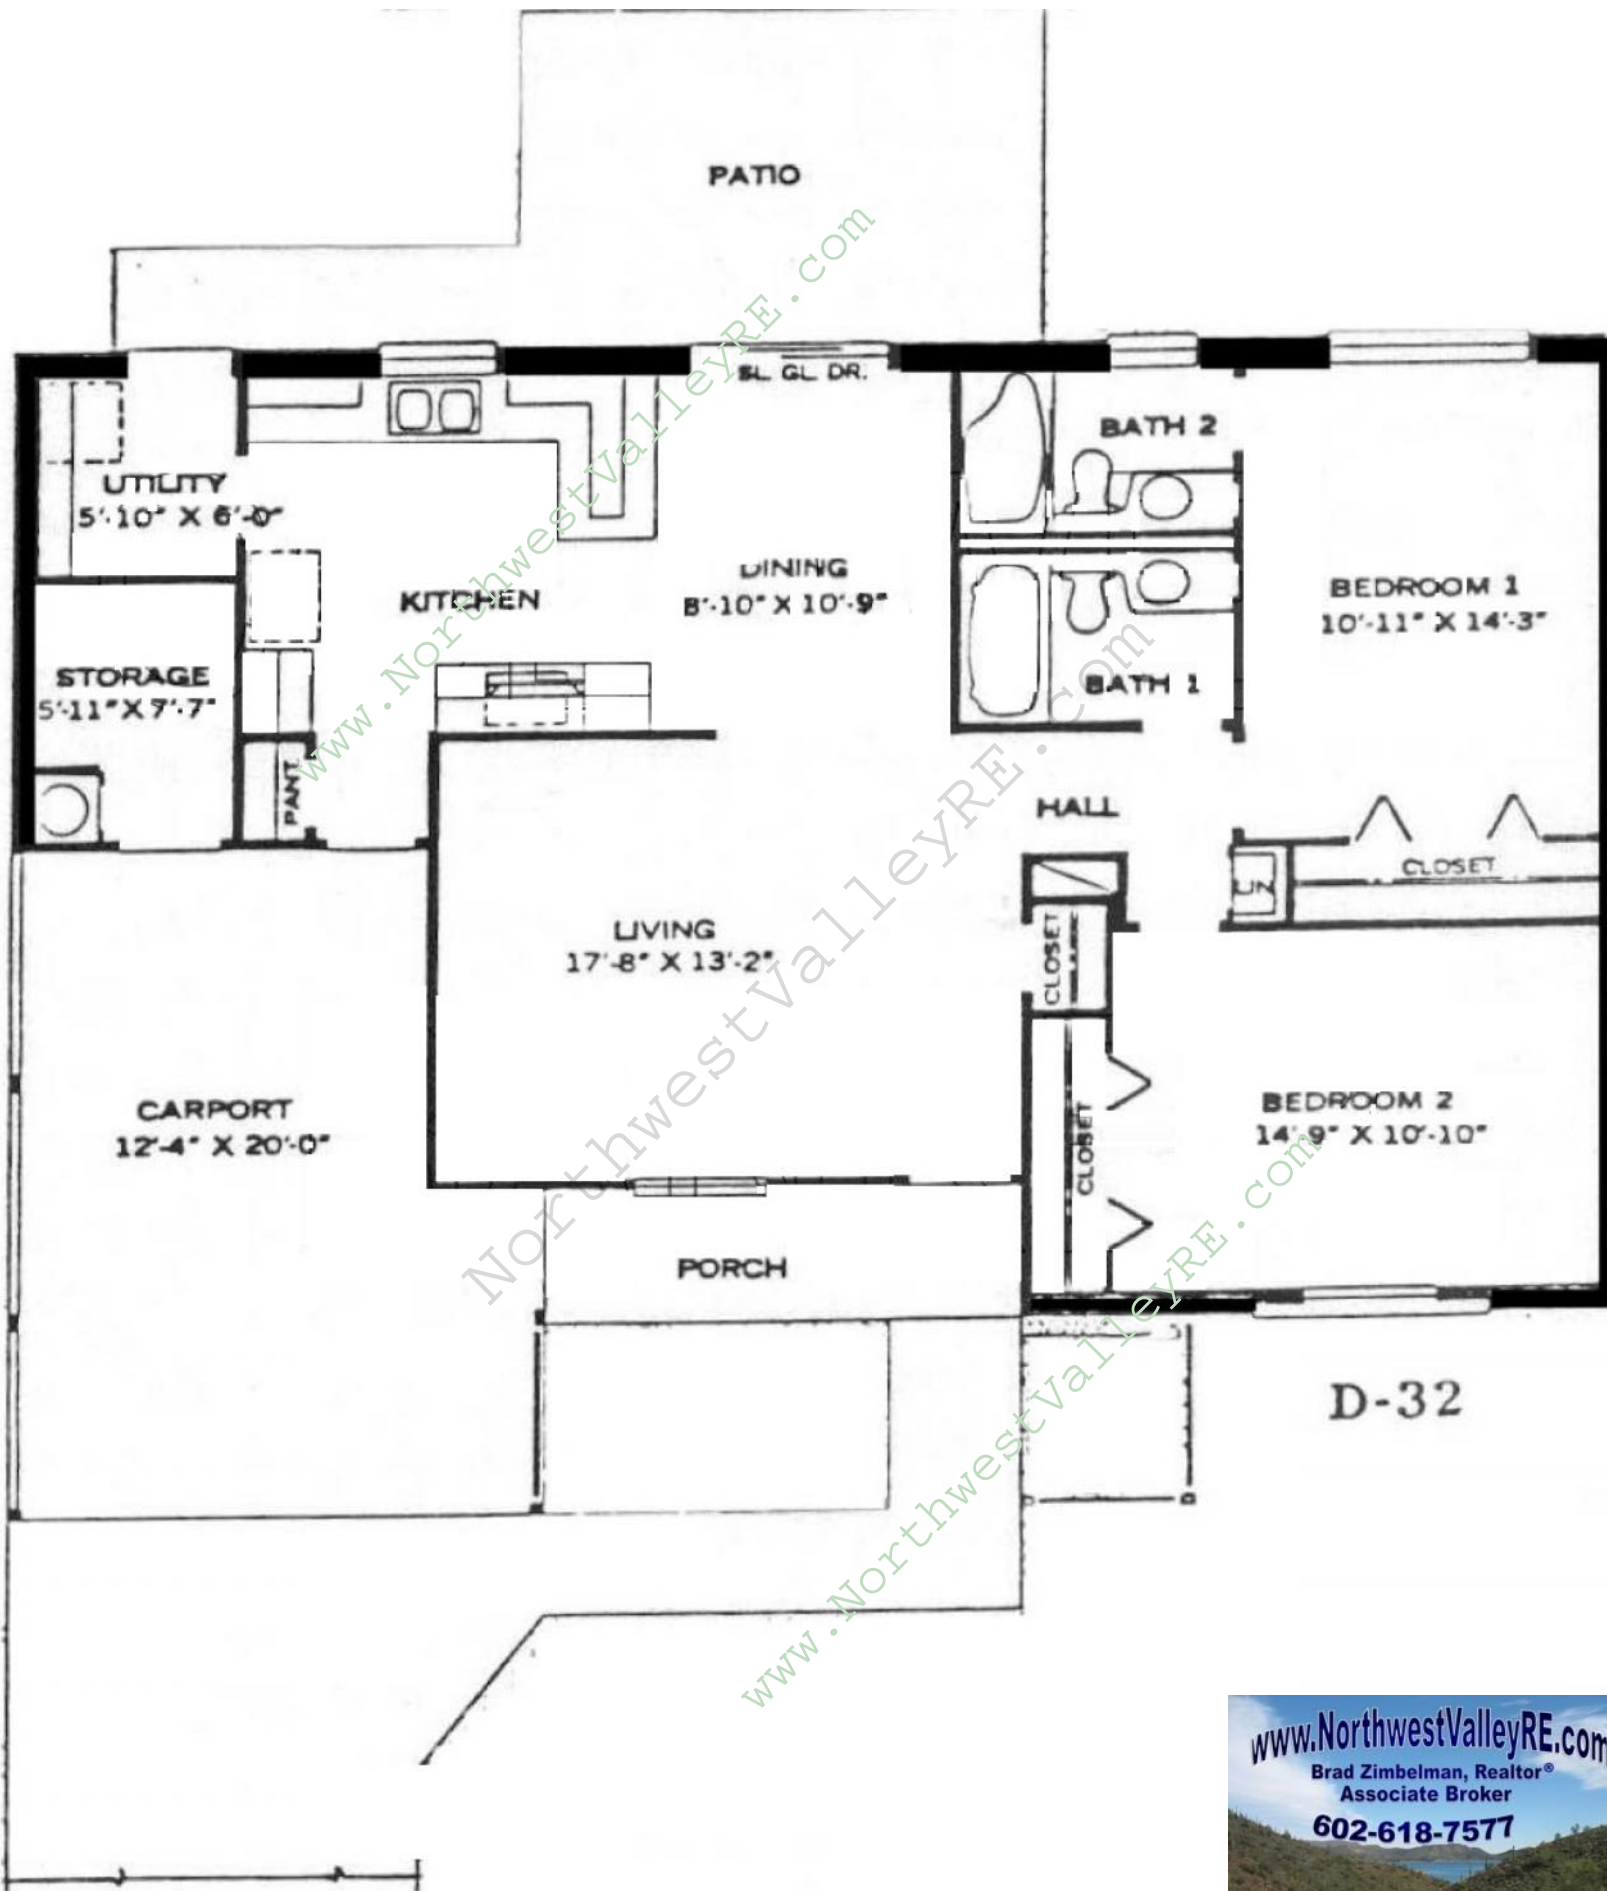 PATIO
SL. GL. DR.
BATH 2
UTILITY
5'-10" X 6'-0"
DINING
8'-10" X 10'-9"
KITCHEN
BEDROOM 1
10'-11" X 14'-3"
STORAGE
5'-11" X 7'-7"
BATH 1
PANT.
HALL
CLOSET
LIN
LIVING
17'-8" X 13'-2"
CLOSET
CARPORT
12'-4" X 20'-0"
CLOSET
BEDROOM 2
14'-9" X 10'-10"
PORCH
D-32
www.NorthwestValleyRE.com
NorthwestValleyRE.com
www.NorthwestValleyRE.com
www.NorthwestValleyRE.com
Brad Zimbelman, Realtor®
Associate Broker
602-618-7577